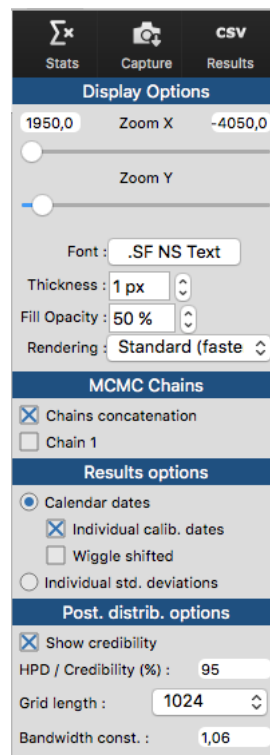 ∑× CSV
Stats Capture Results
Display Options
1950,0 Zoom X -4050,0
Zoom Y
Font : .SF NS Text
Thickness : 1 px
Fill Opacity : 50 %
Rendering : Standard (faste
MCMC Chains
Chains concatenation
Chain 1
Results options
Calendar dates
Individual calib. dates
Wiggle shifted
Individual std. deviations
Post. distrib. options
Show credibility
HPD / Credibility (%) : 95
Grid length : 1024
Bandwidth const. : 1,06